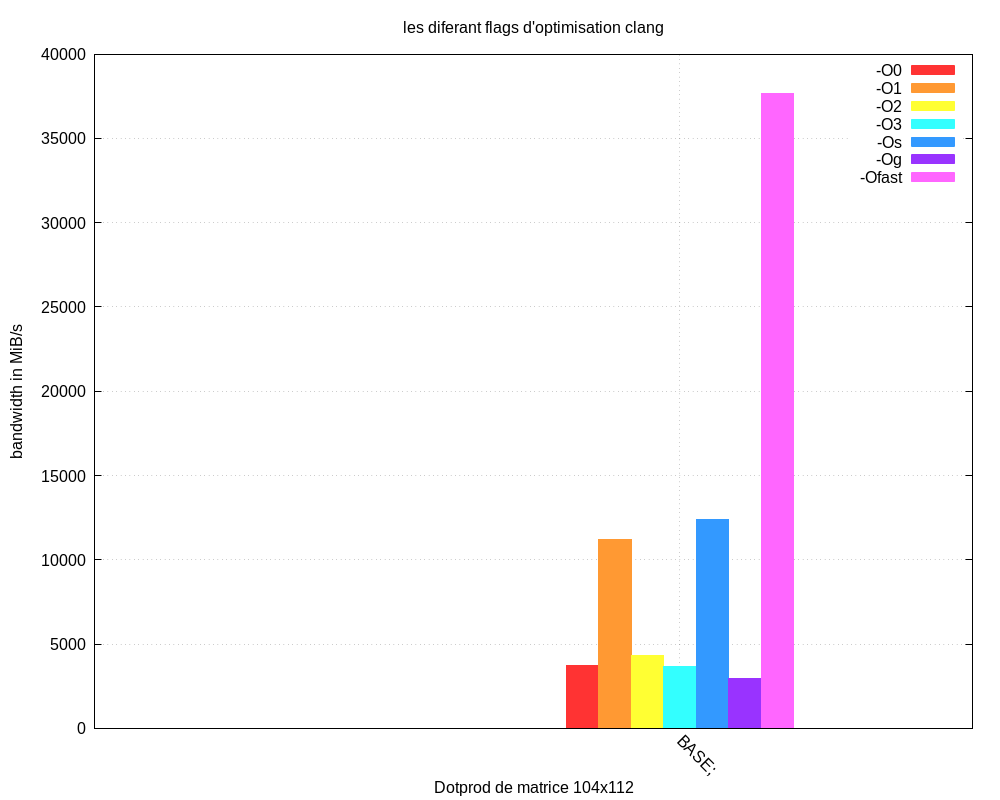 les diferant flags d'optimisation clang
40000
35000
30000
25000
20000
15000
10000
5000
0
bandwidth in MiB/s
-O0
-O1
-O2
-O3
-Os
-Og
-Ofast
BASE;
Dotprod de matrice 104x112